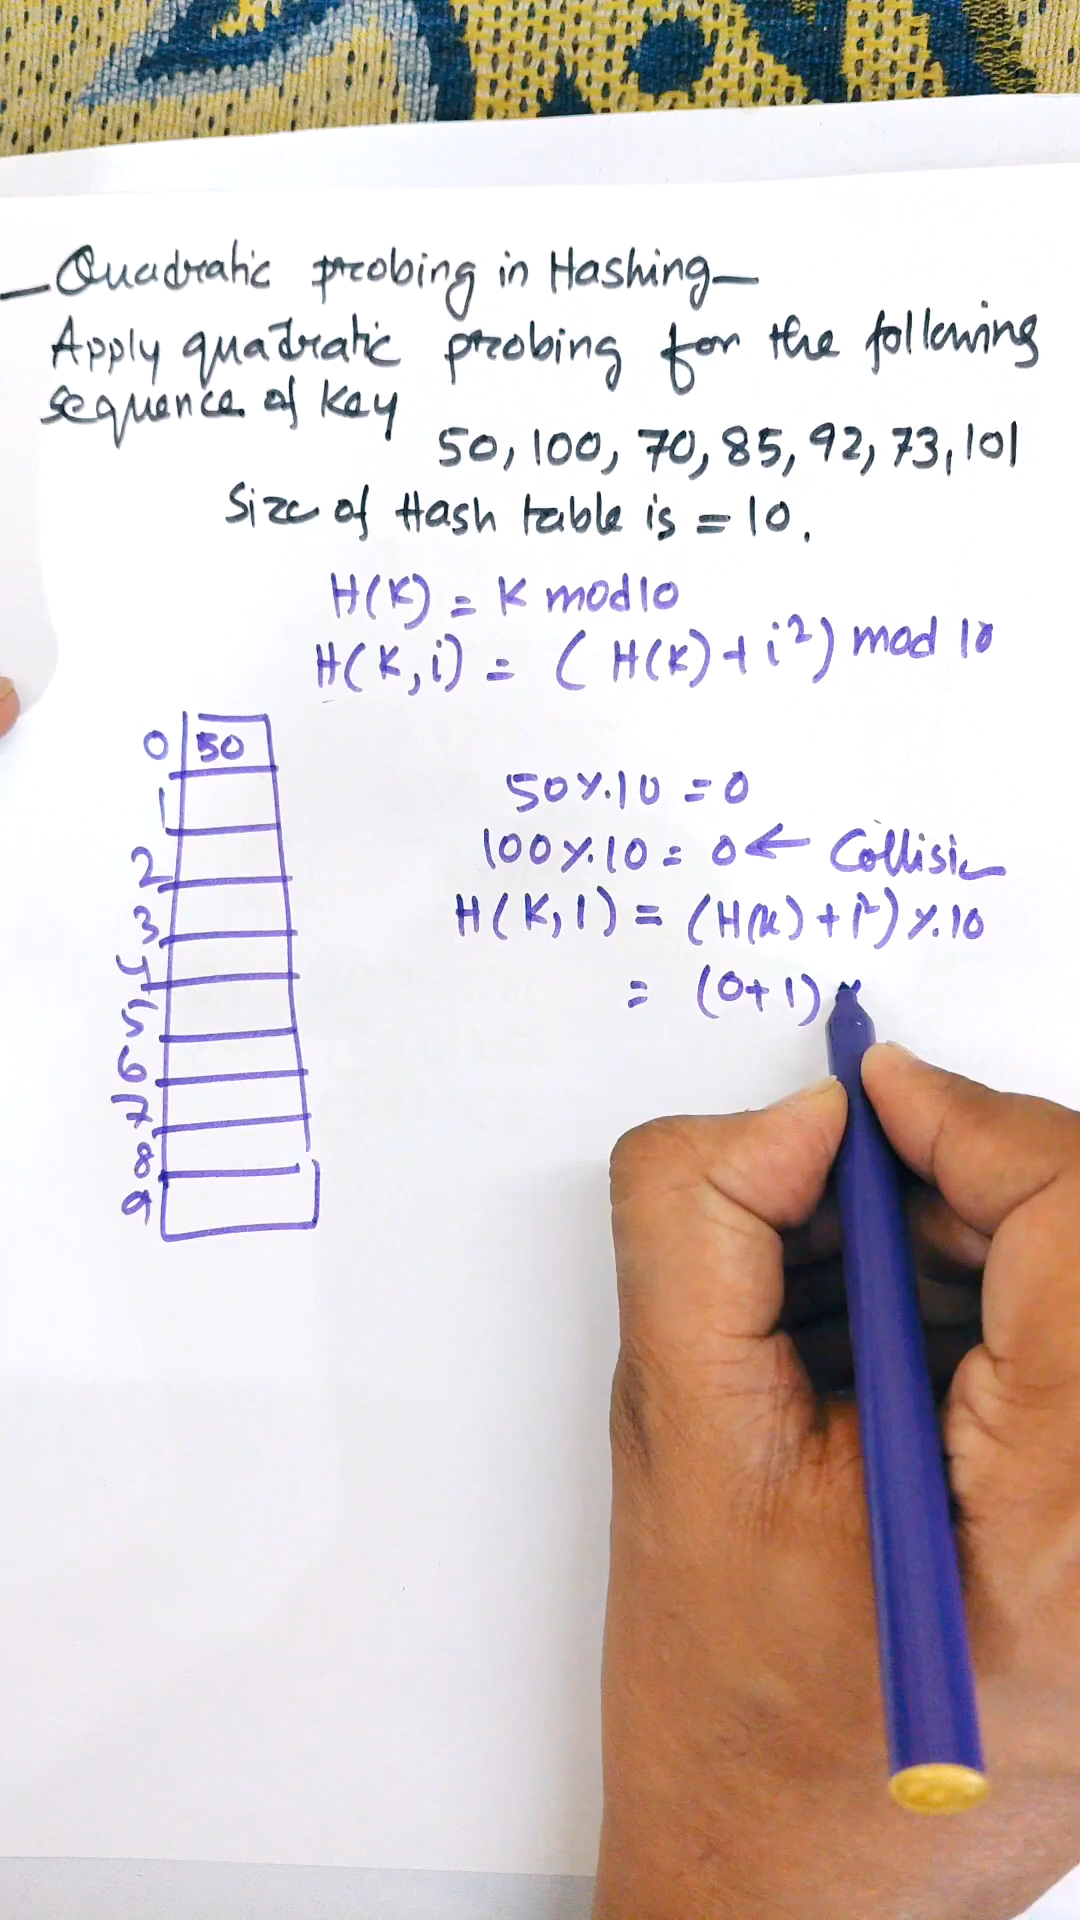 Quadratic probing in Hashing
Apply quadratic probing for the following
sequence of Key
50, 100, 70, 85, 92, 73, 101
Size of Hash table is = 10.
H(K) = K mod 10
H(K, i) = ( H(K) + i²) mod 10
0 50
1
2
3
4
5
6
7
8
9
50%10 = 0
100%10 = 0 ← Collision
H(K, 1) = (H(K) + i²) %10
= (0+1)